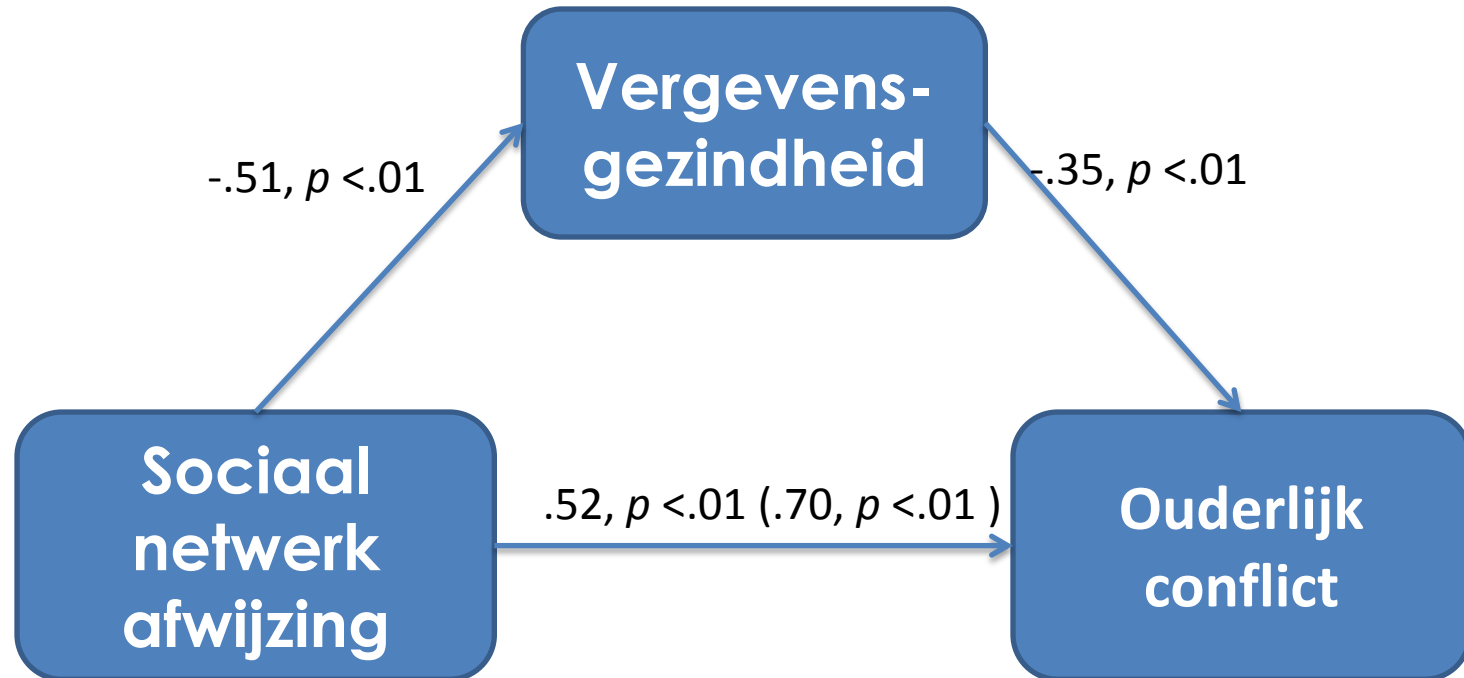 Vergevens-
gezindheid
-.51, p <.01
-.35, p <.01
Sociaal
netwerk
afwijzing
.52, p <.01 (.70, p <.01 )
Ouderlijk
conflict